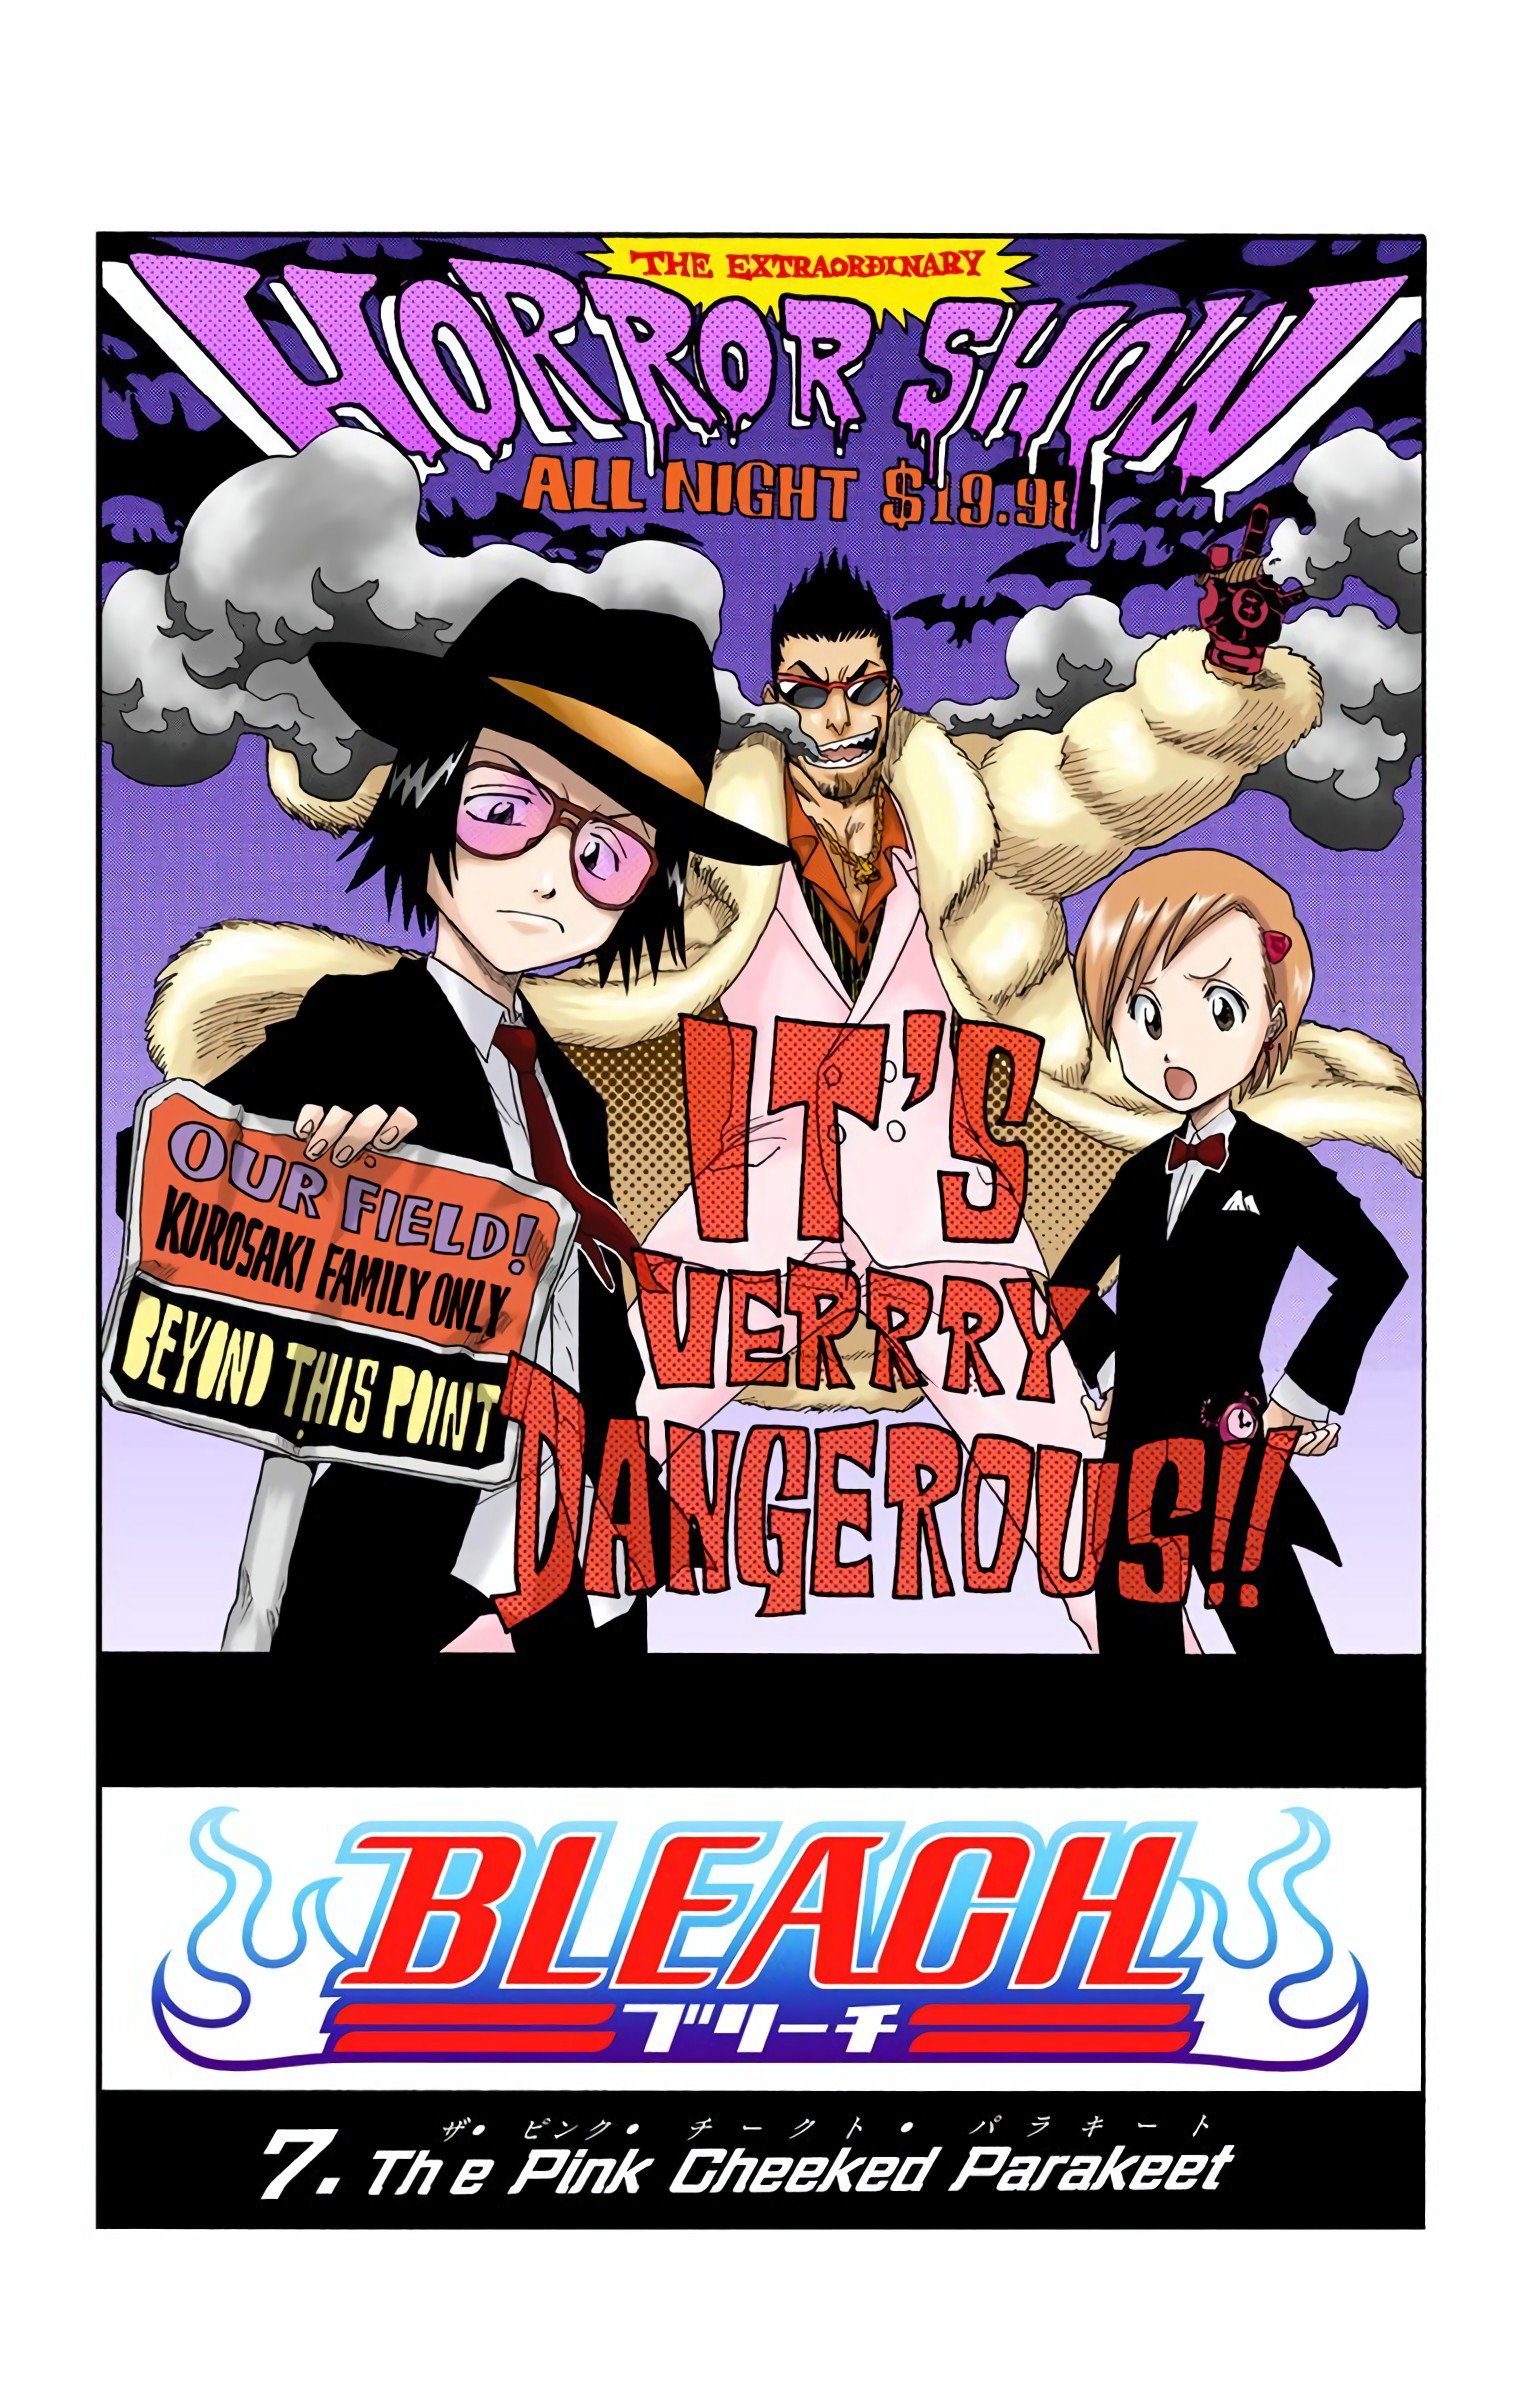 THE EXTRAORDINARY
HORROR SHOW
ALL NIGHT $19.98
OUR FIELD!
KUROSAKI FAMILY ONLY
BEYOND THIS POINT
IT'S
VERRRY
DANGEROUS!!
BLEACH
ブリーチ
ザ・ピンク・チークト・パラキート
7. The Pink Cheeked Parakeet